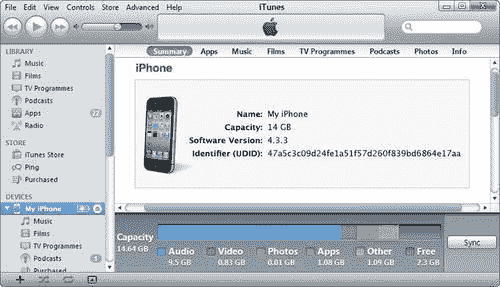 File Edit View Controls Store Advanced Help
iTunes
LIBRARY
Music
Films
TV Programmes
Podcasts
Apps 22
Radio
STORE
iTunes Store
Ping
Purchased
DEVICES
My iPhone
Music
Films
TV Programmes
Podcasts
Purchased
Summary Apps Music Films TV Programmes Podcasts Photos Info
iPhone
Name: My iPhone
Capacity: 14 GB
Software Version: 4.3.3
Identifier (UDID): 47a5c3c09d24fe1a51f57d260f839bd6864e17aa
Capacity
14.64 GB
Audio Video Photos Apps Other Free
9.5 GB 0.83 GB 0.01 GB 1.08 GB 1.09 GB 2.3 GB
Sync